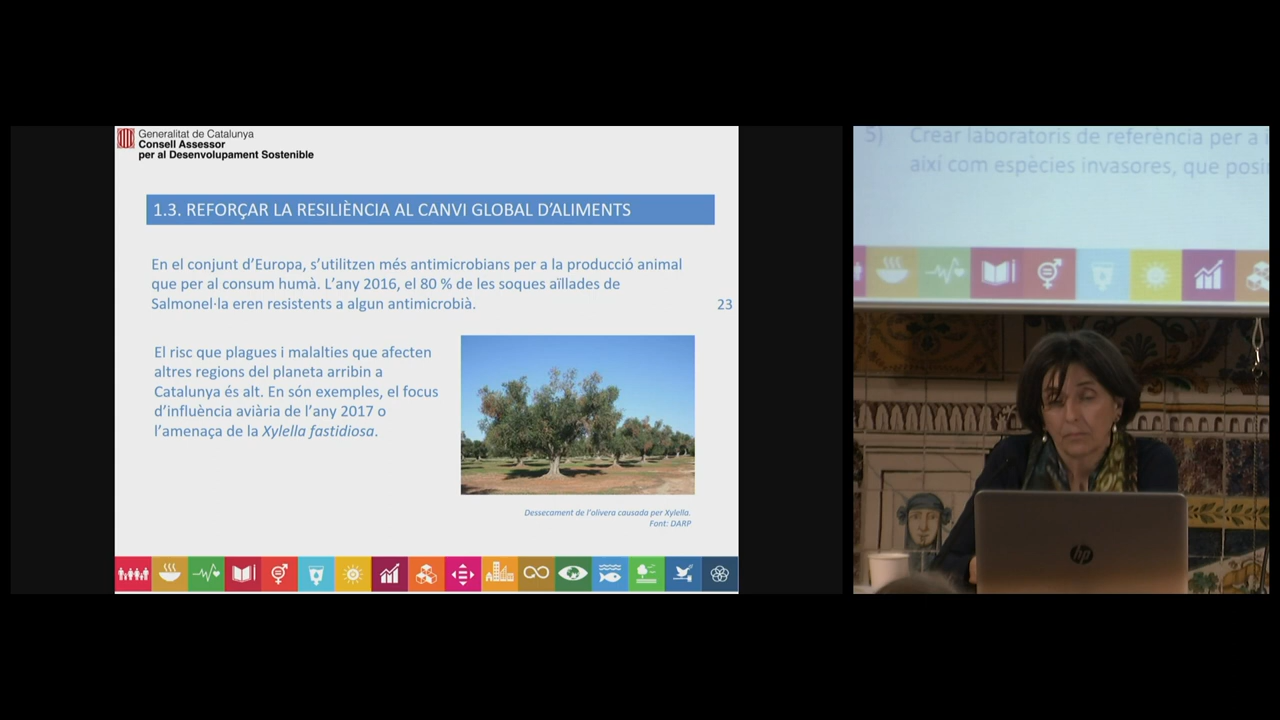 Generalitat de Catalunya
Consell Assessor
per al Desenvolupament Sostenible
1.3. REFORÇAR LA RESILIÈNCIA AL CANVI GLOBAL D'ALIMENTS
En el conjunt d'Europa, s'utilitzen més antimicrobians per a la producció animal
que per al consum humà. L'any 2016, el 80 % de les soques aïllades de
Salmonel·la eren resistents a algun antimicrobià.
23
El risc que plagues i malalties que afecten
altres regions del planeta arribin a
Catalunya és alt. En són exemples, el focus
d'influència aviària de l'any 2017 o
l'amenaça de la Xylella fastidiosa.
Dessecament de l'olivera causada per Xylella.
Font: DARP
5) Crear laboratoris de referència per a
així com espècies invasores, que
hp